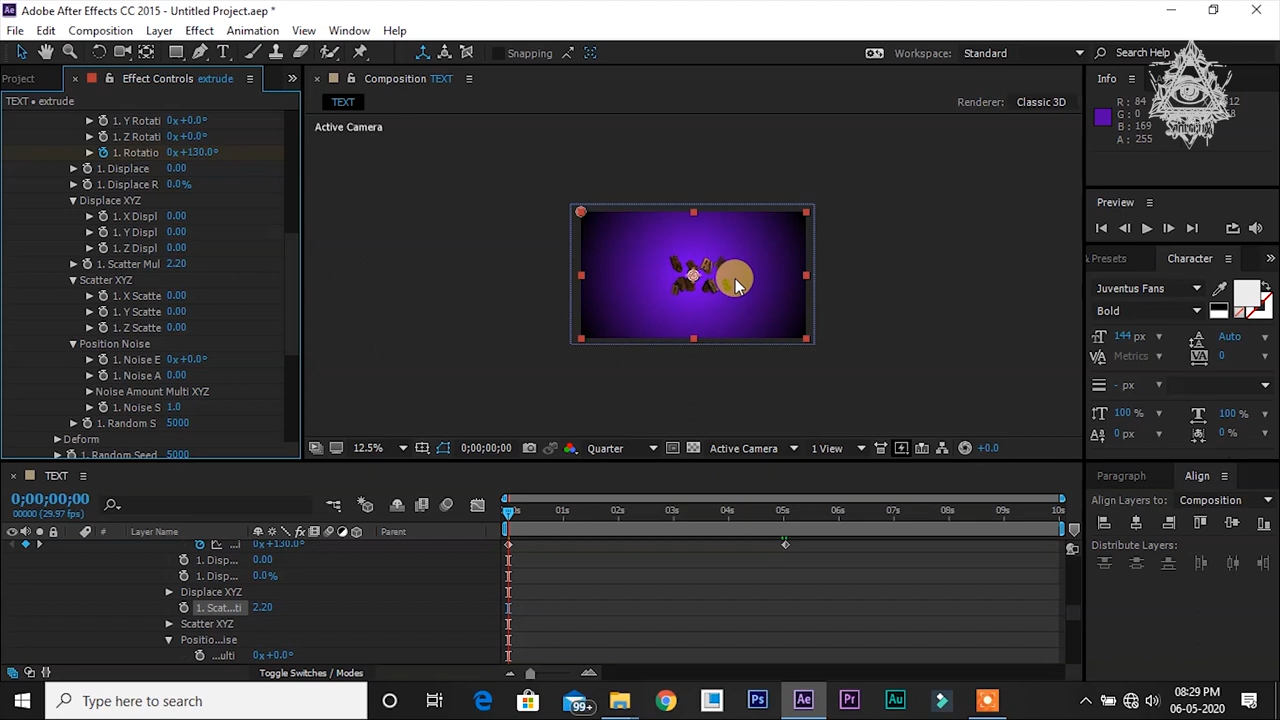 Adobe After Effects CC 2015 - Untitled Project.aep *
File Edit Composition Layer Effect Animation View Window Help
Snapping
Workspace: Standard
Search Help
Project
Effect Controls extrude
Composition TEXT
Info
TEXT • extrude
TEXT
Renderer: Classic 3D
R: 84
G: 0
B: 169
A: 255
Active Camera
1. Y Rotati 0x+0.0°
1. Z Rotati 0x+0.0°
1. Rotatio 0x+130.0°
1. Displace 0.00
1. Displace R 0.0%
Displace XYZ
1. X Displ 0.00
1. Y Displ 0.00
1. Z Displ 0.00
1. Scatter Mul 2.20
Scatter XYZ
1. X Scatte 0.00
1. Y Scatte 0.00
1. Z Scatte 0.00
Position Noise
1. Noise E 0x+0.0°
1. Noise A 0.00
Noise Amount Multi XYZ
1. Noise S 1.0
1. Random S 5000
Deform
1. Random Seed 5000
Preview
Presets
Character
Juventus Fans
Bold
144 px
Auto
Metrics
0
- px
100 %
100 %
0 px
0 %
12.5%
0;00;00;00
Quarter
Active Camera
1 View
+0.0
TEXT
0;00;00;00
00000 (29.97 fps)
# Layer Name
Parent
01s 02s 03s 04s 05s 06s 07s 08s 09s 10s
...i 0x+130.0°
1. Disp... 0.00
1. Disp... 0.0%
Displace XYZ
1. Scat...ti 2.20
Scatter XYZ
Positio...ise
...ulti 0x+0.0°
Toggle Switches / Modes
Paragraph
Align
Align Layers to: Composition
Distribute Layers:
Type here to search
99+
08:29 PM
06-05-2020